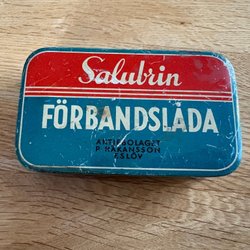 Salubrin
FÖRBANDSLÅDA
AKTIEBOLAGET
P. HÅKANSSON
ESLÖV